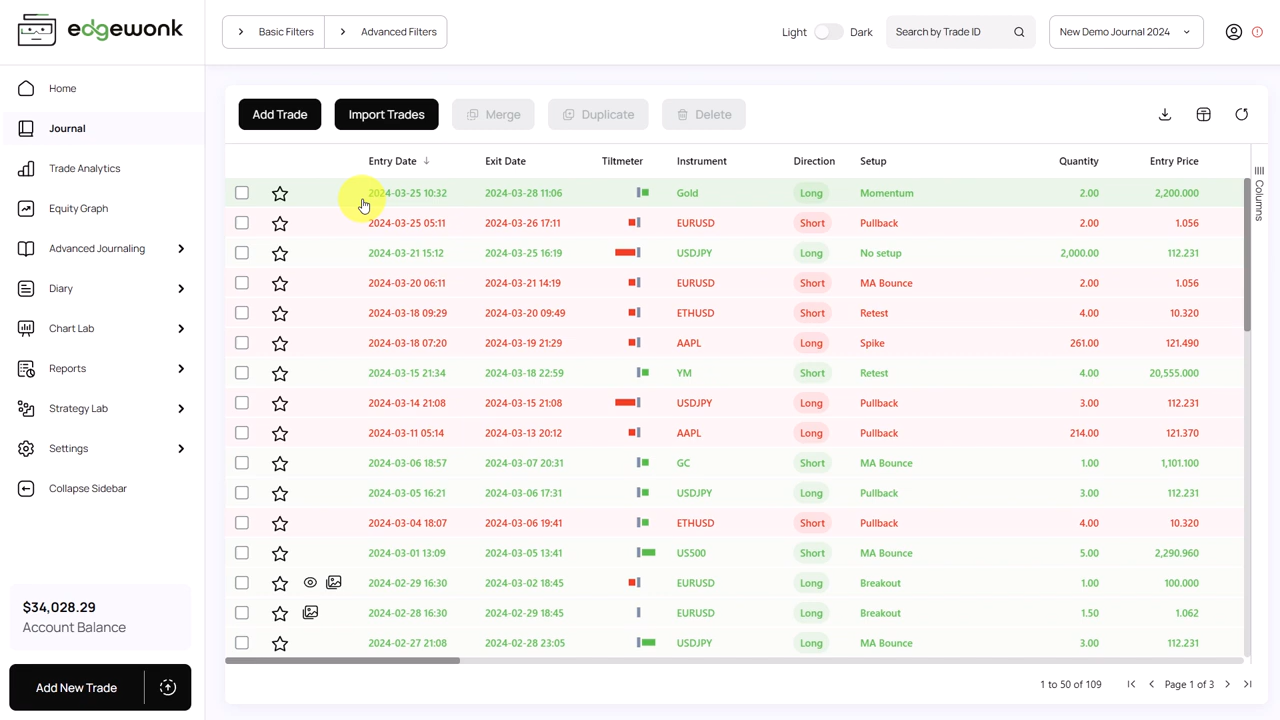 edgewonk
Basic Filters Advanced Filters Light Dark Search by Trade ID New Demo Journal 2024
Home
Journal
Trade Analytics
Equity Graph
Advanced Journaling
Diary
Chart Lab
Reports
Strategy Lab
Settings
Collapse Sidebar
$34,028.29
Account Balance
Add New Trade
Add Trade Import Trades Merge Duplicate Delete
Entry Date Exit Date Tiltmeter Instrument Direction Setup Quantity Entry Price
2024-03-25 10:32 2024-03-28 11:06 Gold Long Momentum 2.00 2,200.000
2024-03-25 05:11 2024-03-26 17:11 EURUSD Short Pullback 2.00 1.056
2024-03-21 15:12 2024-03-25 16:19 USDJPY Long No setup 2,000.00 112.231
2024-03-20 06:11 2024-03-21 14:19 EURUSD Short MA Bounce 2.00 1.056
2024-03-18 09:29 2024-03-20 09:49 ETHUSD Short Retest 4.00 10.320
2024-03-18 07:20 2024-03-19 21:29 AAPL Long Spike 261.00 121.490
2024-03-15 21:34 2024-03-18 22:59 YM Short Retest 4.00 20,555.000
2024-03-14 21:08 2024-03-15 21:08 USDJPY Long Pullback 3.00 112.231
2024-03-11 05:14 2024-03-13 20:12 AAPL Long Pullback 214.00 121.370
2024-03-06 18:57 2024-03-07 20:31 GC Short MA Bounce 1.00 1,101.100
2024-03-05 16:21 2024-03-06 17:31 USDJPY Long Pullback 3.00 112.231
2024-03-04 18:07 2024-03-06 19:41 ETHUSD Short Pullback 4.00 10.320
2024-03-01 13:09 2024-03-05 13:41 US500 Short MA Bounce 5.00 2,290.960
2024-02-29 16:30 2024-03-02 18:45 EURUSD Long Breakout 1.00 100.000
2024-02-28 16:30 2024-02-29 18:45 EURUSD Long Breakout 1.50 1.062
2024-02-27 21:08 2024-02-28 23:05 USDJPY Long MA Bounce 3.00 112.231
Columns
1 to 50 of 109 Page 1 of 3